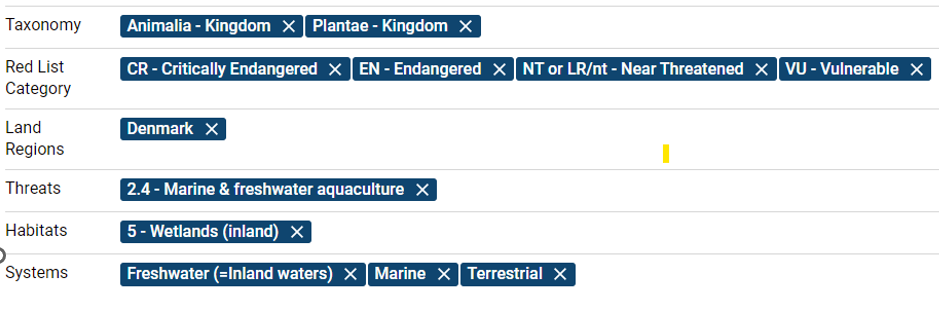 Taxonomy Animalia - Kingdom × Plantae - Kingdom ×
Red List CR - Critically Endangered × EN - Endangered × NT or LR/nt - Near Threatened × VU - Vulnerable ×
Category
Land Denmark ×
Regions
Threats 2.4 - Marine & freshwater aquaculture ×
Habitats 5 - Wetlands (inland) ×
Systems Freshwater (=Inland waters) × Marine × Terrestrial ×